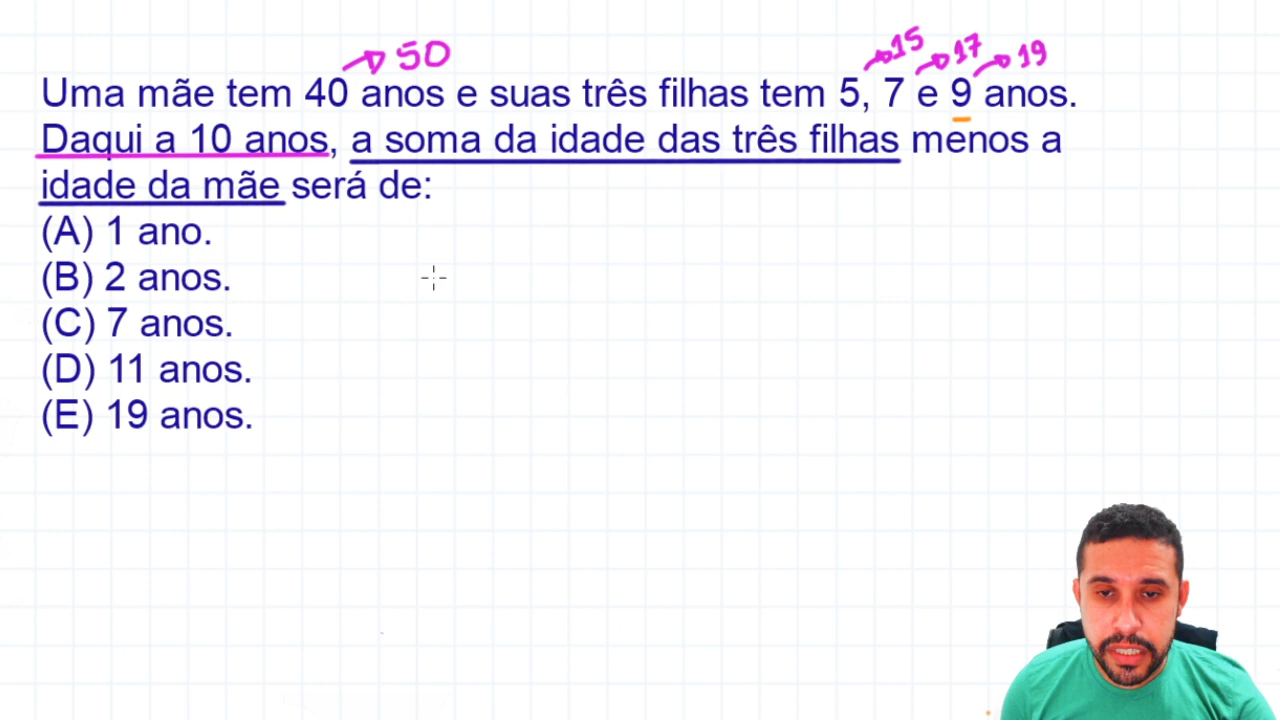 50 15 17 19
Uma mãe tem 40 anos e suas três filhas tem 5, 7 e 9 anos.
Daqui a 10 anos, a soma da idade das três filhas menos a
idade da mãe será de:
(A) 1 ano.
(B) 2 anos.
(C) 7 anos.
(D) 11 anos.
(E) 19 anos.